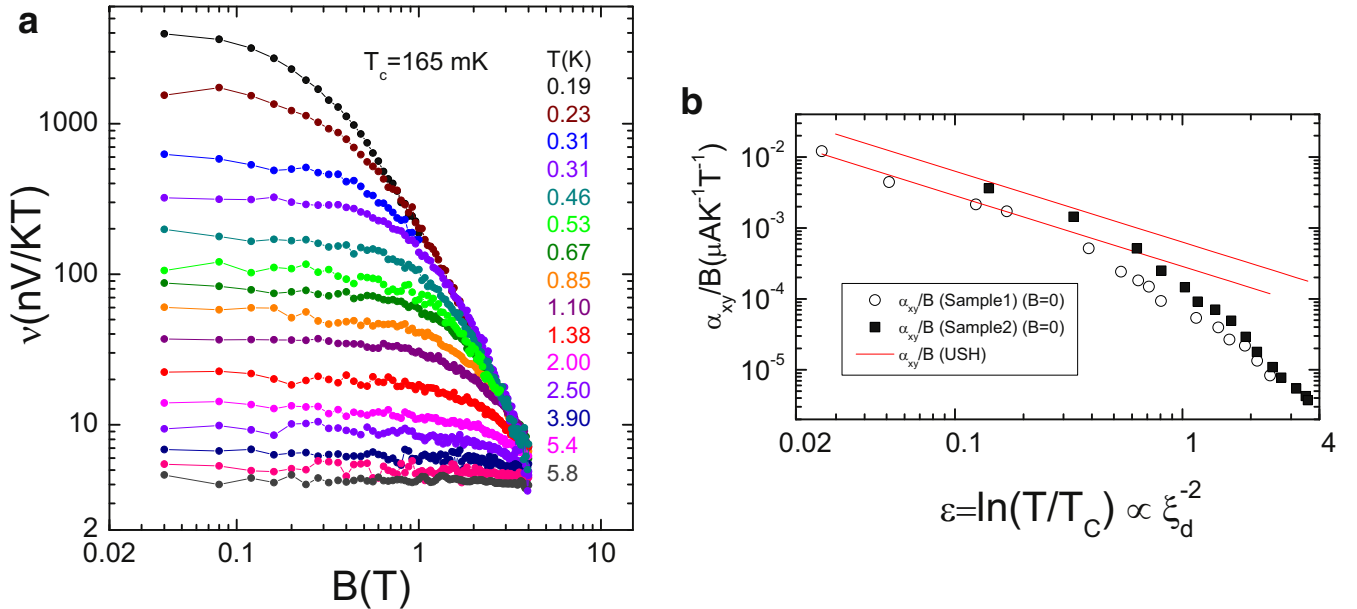 a
T_c=165 mK
T(K)
0.19
0.23
0.31
0.31
0.46
0.53
0.67
0.85
1.10
1.38
2.00
2.50
3.90
5.4
5.8
ν(nV/KT)
1000
100
10
2
0.02
0.1
1
10
B(T)
b
α_xy/B(μAK⁻¹T⁻¹)
10⁻²
10⁻³
10⁻⁴
10⁻⁵
α_xy/B (Sample1) (B=0)
α_xy/B (Sample2) (B=0)
α_xy/B (USH)
0.02
0.1
1
4
ε=ln(T/T_C) ∝ ξ_d⁻²